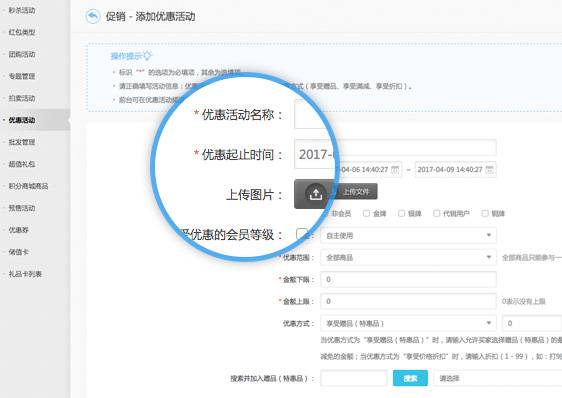 秒杀活动
红包类型
团购活动
专题管理
拍卖活动
优惠活动
批发管理
超值礼包
积分商城商品
预售活动
优惠券
储值卡
礼品卡列表
促销 - 添加优惠活动
操作提示
标识“*”的选项为必填项，其余为选填项。
请正确填写活动信息：优惠
方式（享受赠品、享受满减、享受折扣）。
前台可在优惠活动
* 优惠活动名称：
* 优惠起止时间：
2017-0
-04-06 14:40:27 ~ 2017-04-09 14:40:27
上传图片：
上传文件
受优惠的会员等级：
非会员 金牌 银牌 代销用户 铜牌
自主使用
* 优惠范围： 全部商品 全部商品只能参与一
* 金额下限： 0
* 金额上限： 0 0表示没有上限
优惠方式： 享受赠品（特惠品） 0
当优惠方式为“享受赠品（特惠品）”时，请输入允许买家选择赠品（特惠品）的最
减免的金额；当优惠方式为“享受价格折扣”时，请输入折扣（1 - 99），如：打9
搜索并加入赠品（特惠品）： 搜索 请选择